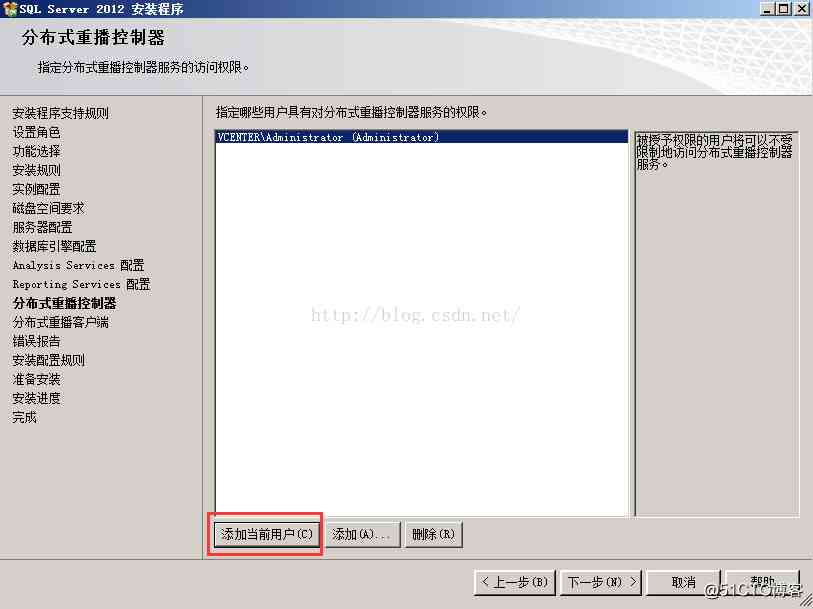 SQL Server 2012 安装程序
分布式重播控制器
指定分布式重播控制器服务的访问权限。
安装程序支持规则
设置角色
功能选择
安装规则
实例配置
磁盘空间要求
服务器配置
数据库引擎配置
Analysis Services 配置
Reporting Services 配置
分布式重播控制器
分布式重播客户端
错误报告
安装配置规则
准备安装
安装进度
完成
指定哪些用户具有对分布式重播控制器服务的权限。
VCENTER\Administrator (Administrator)
http://blog.csdn.net/
添加当前用户(C)
添加(A)...
删除(R)
被授予权限的用户将可以不受
限制地访问分布式重播控制器
服务。
< 上一步(B)
下一步(N) >
取消
帮助
@51CTO博客